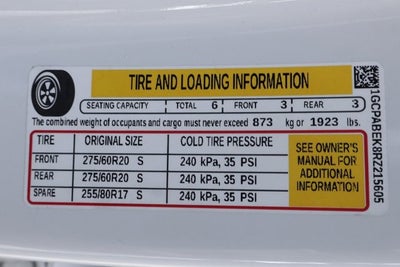 TIRE AND LOADING INFORMATION
SEATING CAPACITY TOTAL 6 FRONT 3 REAR 3
The combined weight of occupants and cargo must never exceed 873 kg or 1923 lbs.
TIRE ORIGINAL SIZE COLD TIRE PRESSURE
FRONT 275/60R20 S 240 kPa, 35 PSI
REAR 275/60R20 S 240 kPa, 35 PSI
SPARE 255/80R17 S 240 kPa, 35 PSI
SEE OWNER'S
MANUAL FOR
ADDITIONAL
INFORMATION
1GCPABEK8RZ215605